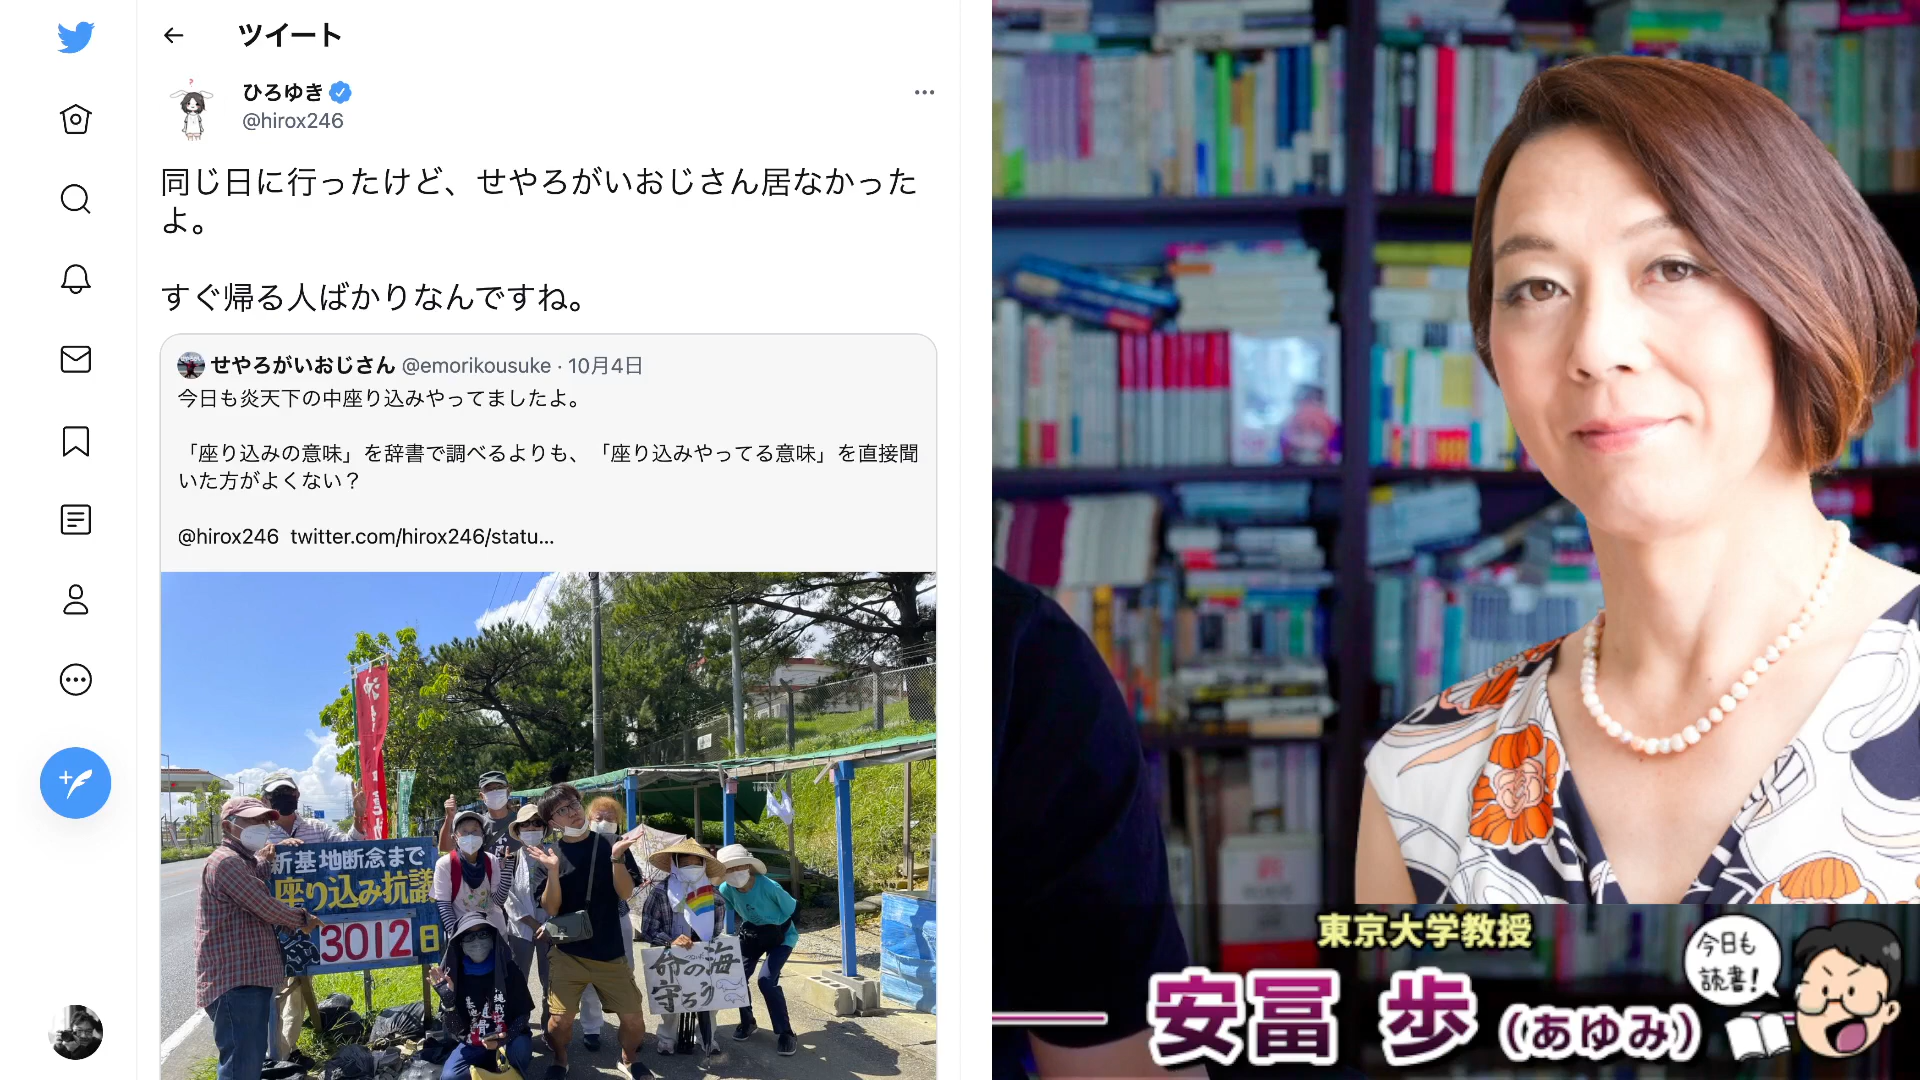 ツイート
ひろゆき
@hirox246
同じ日に行ったけど、せやろがいおじさん居なかった
よ。
すぐ帰る人ばかりなんですね。
せやろがいおじさん @emorikousuke · 10月4日
今日も炎天下の中座り込みやってましたよ。
「座り込みの意味」を辞書で調べるよりも、「座り込みやってる意味」を直接聞
いた方がよくない？
@hirox246 twitter.com/hirox246/statu...
新基地断念まで
座り込み抗議
3012日
命の海
守ろう
東京大学教授
安冨 歩 (あゆみ)
今日も
読書!